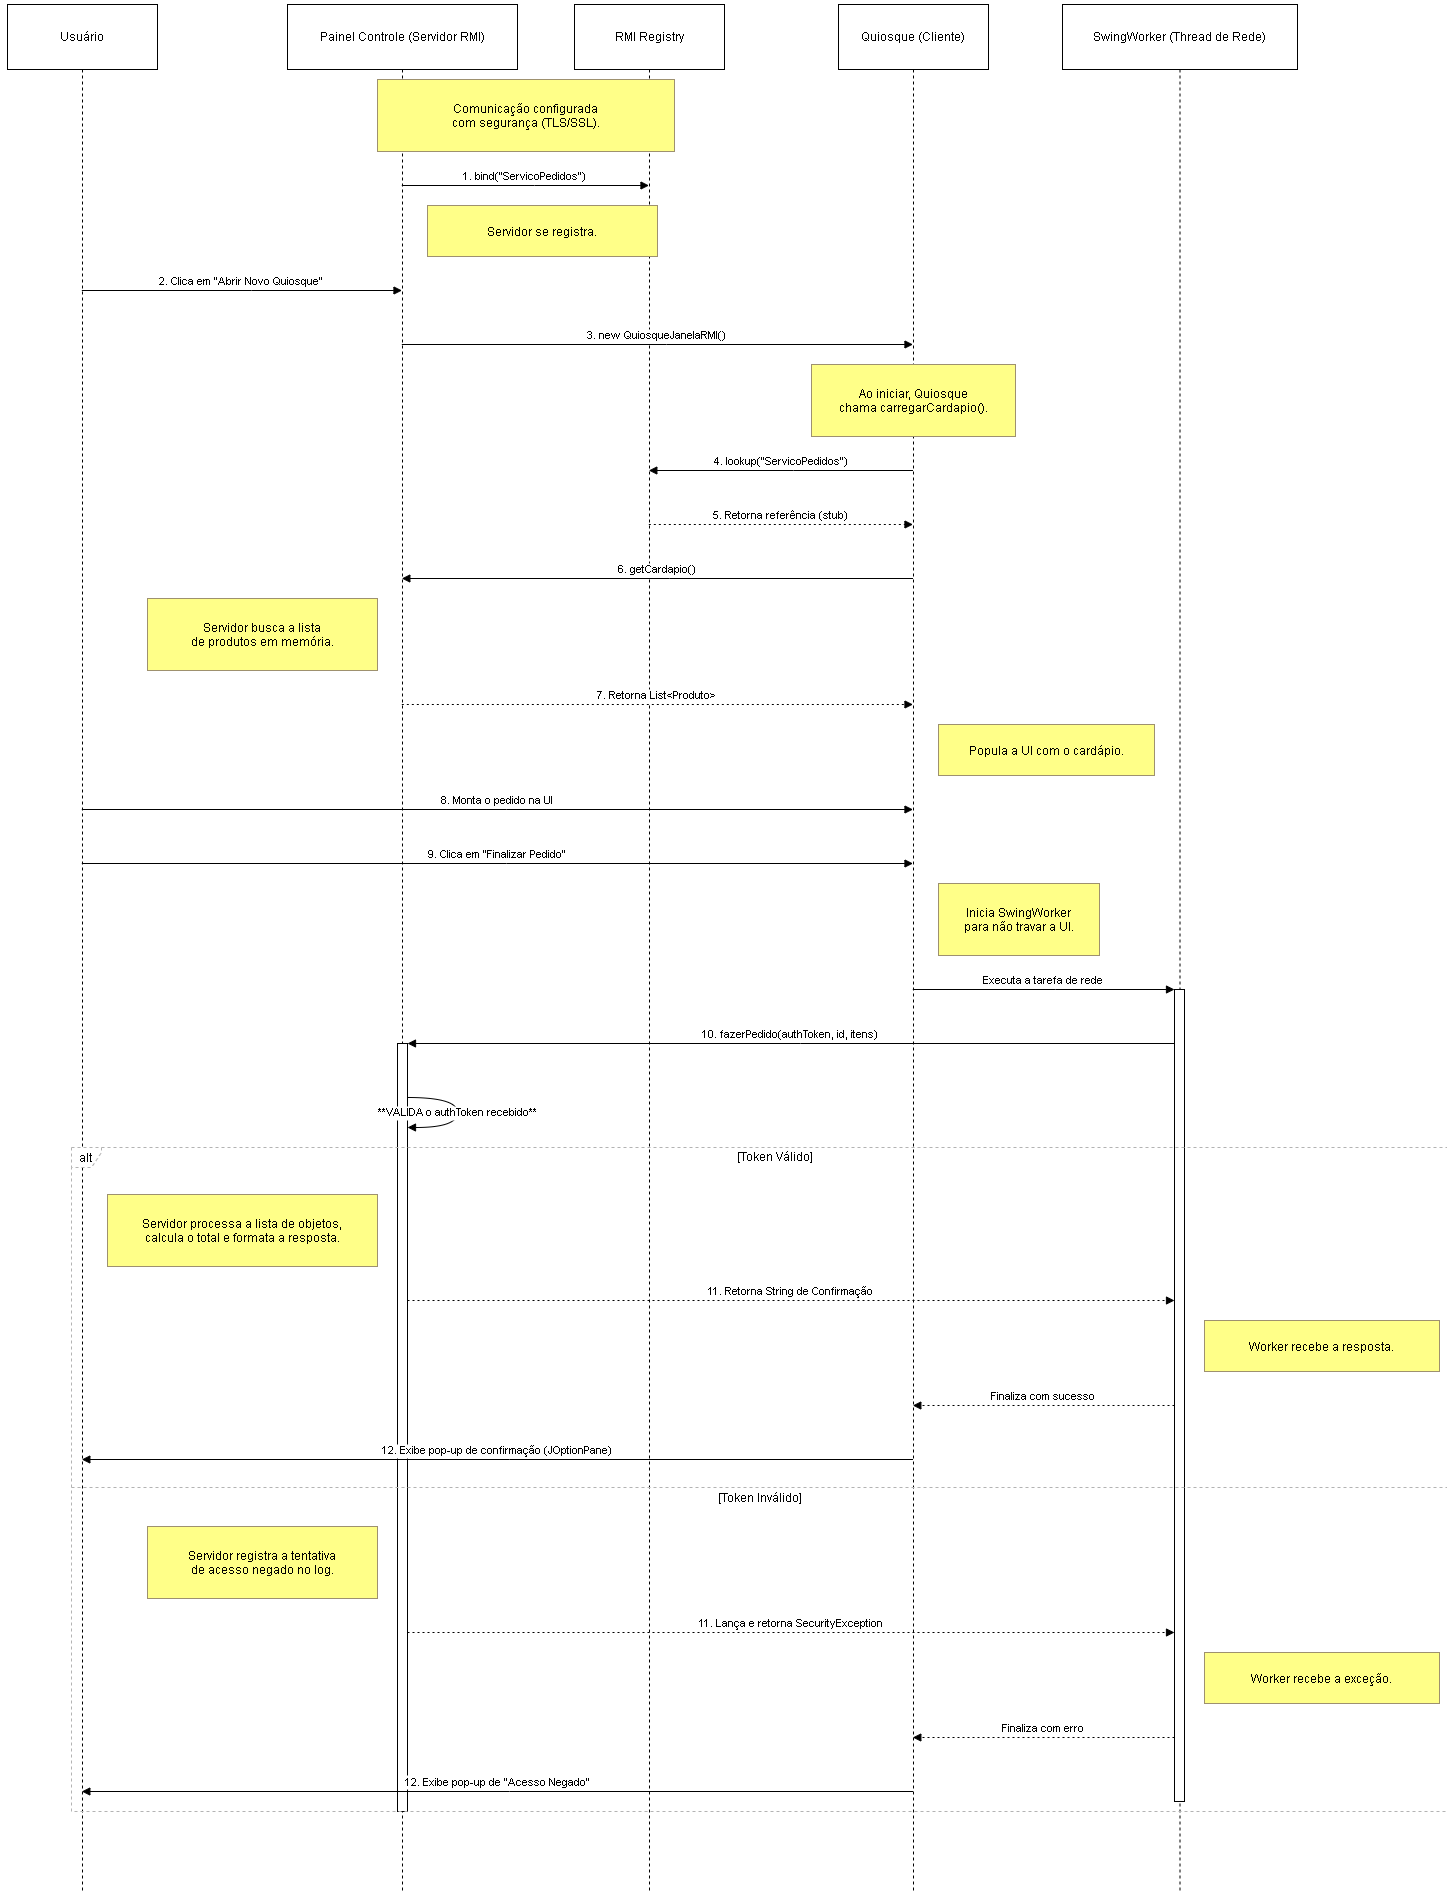 Usuário
Painel Controle (Servidor RMI)
RMI Registry
Quiosque (Cliente)
SwingWorker (Thread de Rede)
Comunicação configurada
com segurança (TLS/SSL).
1. bind("ServicoPedidos")
Servidor se registra.
2. Clica em "Abrir Novo Quiosque"
3. new QuiosqueJanelaRMI()
Ao iniciar, Quiosque
chama carregarCardapio().
4. lookup("ServicoPedidos")
5. Retorna referência (stub)
6. getCardapio()
Servidor busca a lista
de produtos em memória.
7. Retorna List<Produto>
Popula a UI com o cardápio.
8. Monta o pedido na UI
9. Clica em "Finalizar Pedido"
Inicia SwingWorker
para não travar a UI.
Executa a tarefa de rede
10. fazerPedido(authToken, id, itens)
**VALIDA o authToken recebido**
alt
[Token Válido]
Servidor processa a lista de objetos,
calcula o total e formata a resposta.
11. Retorna String de Confirmação
Worker recebe a resposta.
Finaliza com sucesso
12. Exibe pop-up de confirmação (JOptionPane)
[Token Inválido]
Servidor registra a tentativa
de acesso negado no log.
11. Lança e retorna SecurityException
Worker recebe a exceção.
Finaliza com erro
12. Exibe pop-up de "Acesso Negado"